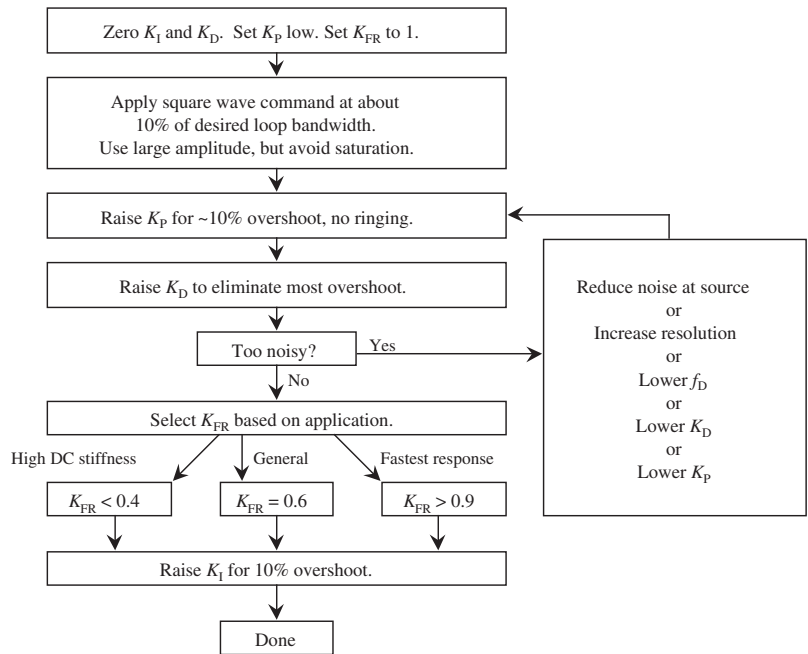 Zero K_I and K_D. Set K_P low. Set K_FR to 1.
Apply square wave command at about
10% of desired loop bandwidth.
Use large amplitude, but avoid saturation.
Raise K_P for ~10% overshoot, no ringing.
Raise K_D to eliminate most overshoot.
Too noisy?
Yes
Reduce noise at source
or
Increase resolution
or
Lower f_D
or
Lower K_D
or
Lower K_P
No
Select K_FR based on application.
High DC stiffness
General
Fastest response
K_FR < 0.4
K_FR = 0.6
K_FR > 0.9
Raise K_I for 10% overshoot.
Done